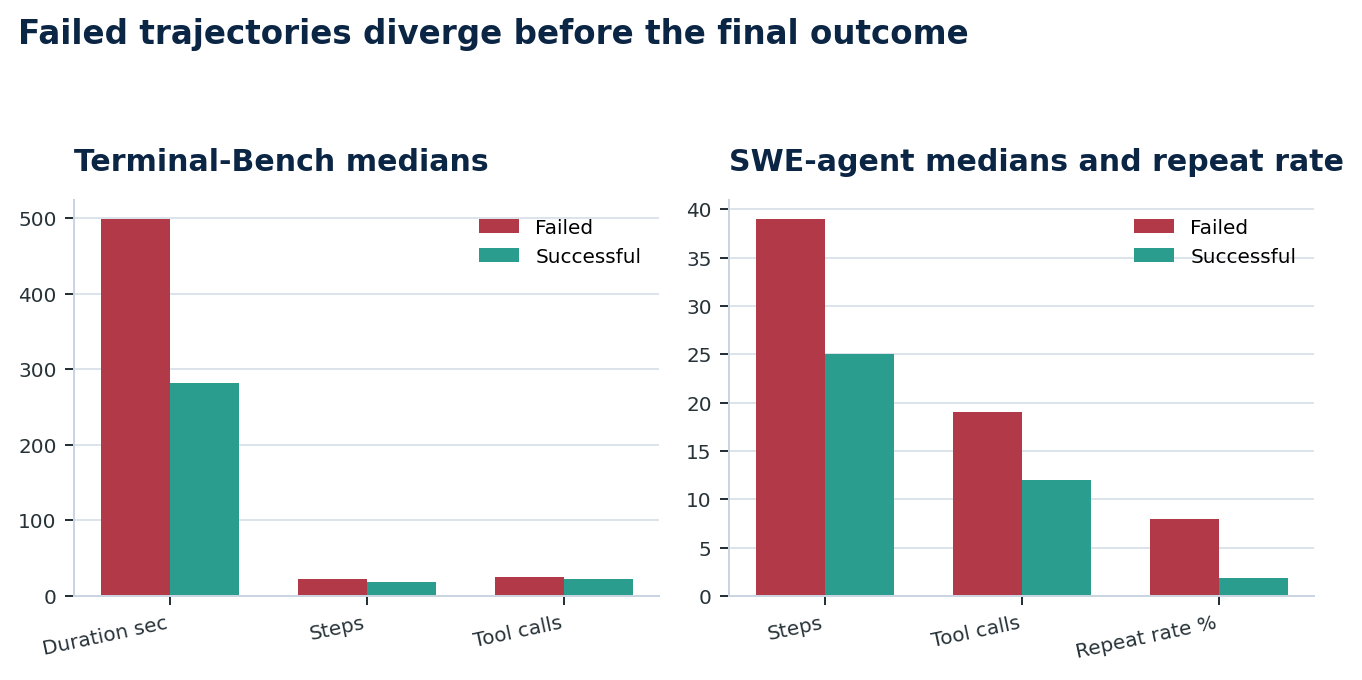 Failed trajectories diverge before the final outcome
Terminal-Bench medians
500
400
300
200
100
0
Failed
Successful
Duration sec
Steps
Tool calls
SWE-agent medians and repeat rate
40
35
30
25
20
15
10
5
0
Failed
Successful
Steps
Tool calls
Repeat rate %